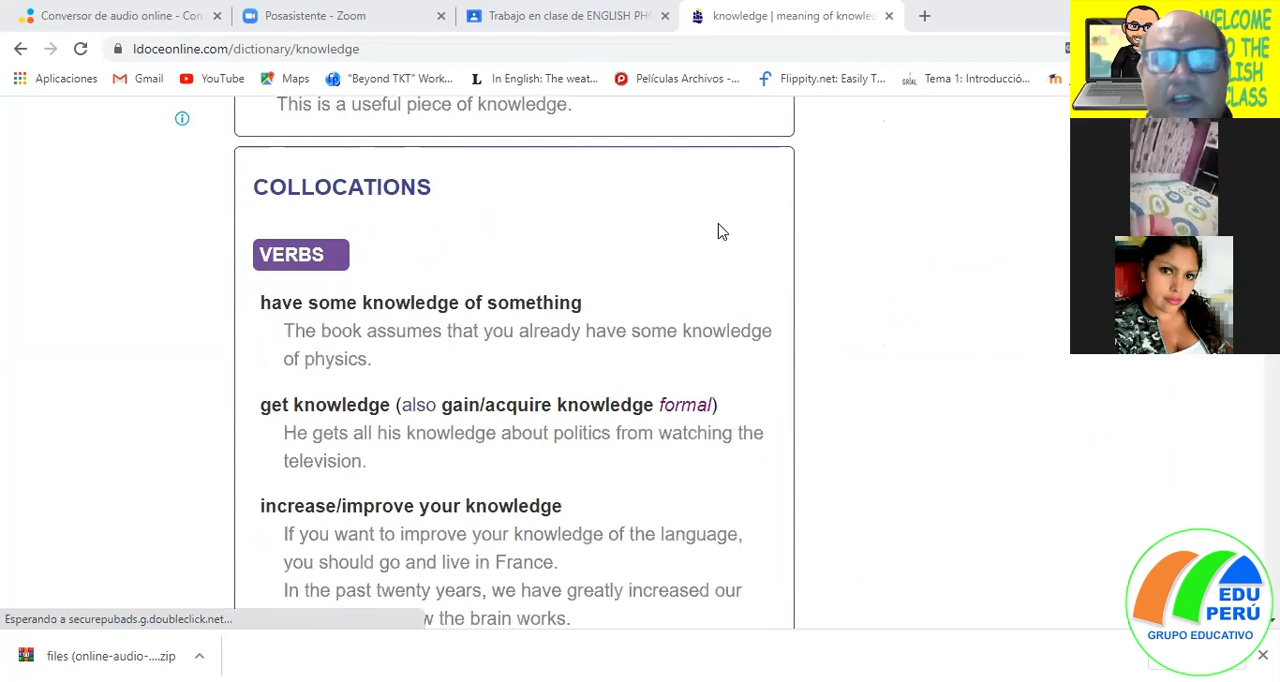 Conversor de audio online - Con
Posasistente - Zoom
Trabajo en clase de ENGLISH PHO
knowledge | meaning of knowled
ldoceonline.com/dictionary/knowledge
Aplicaciones
Gmail
YouTube
Maps
"Beyond TKT" Work...
In English: The weat...
Películas Archivos -...
Flippity.net: Easily T...
GRIAL
Tema 1: Introducció...
WELCOME
TO THE
ENGLISH
CLASS
This is a useful piece of knowledge.
COLLOCATIONS
VERBS
have some knowledge of something
The book assumes that you already have some knowledge
of physics.
get knowledge (also gain/acquire knowledge formal)
He gets all his knowledge about politics from watching the
television.
increase/improve your knowledge
If you want to improve your knowledge of the language,
you should go and live in France.
In the past twenty years, we have greatly increased our
w the brain works.
Esperando a securepubads.g.doubleclick.net...
files (online-audio-....zip
EDU
PERÚ
GRUPO EDUCATIVO